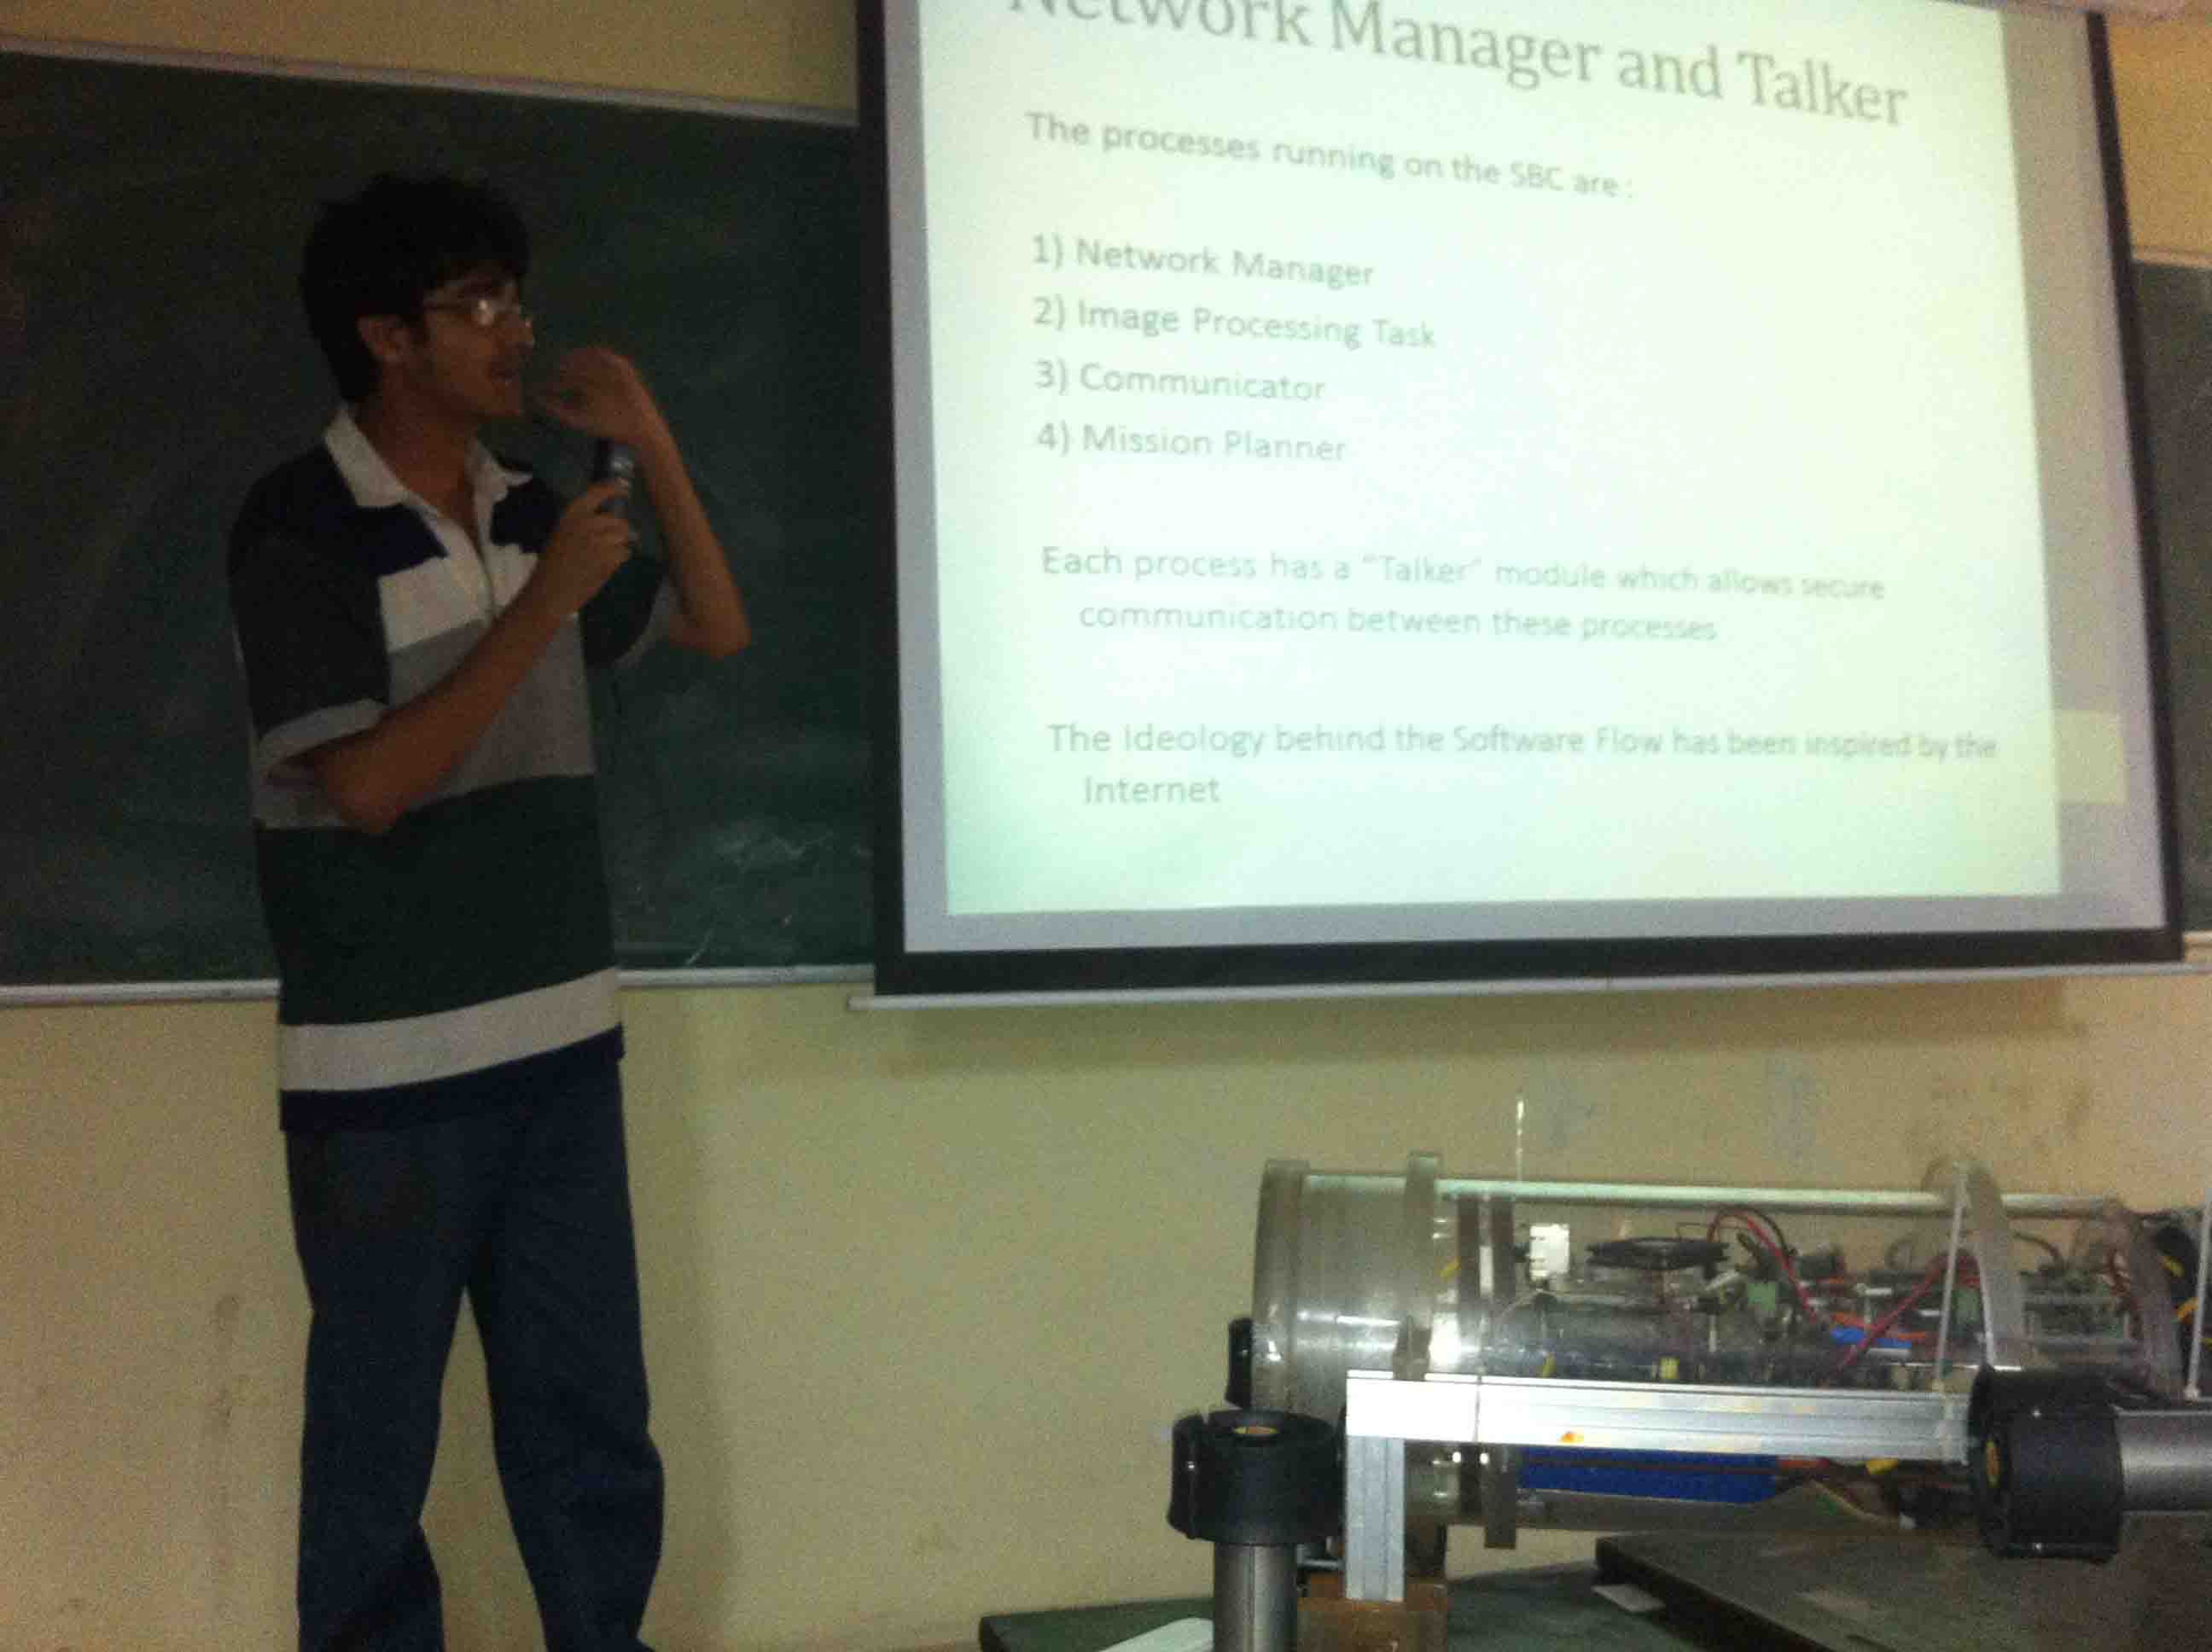 Network Manager and Talker
The processes running on the SBC are :
1) Network Manager
2) Image Processing Task
3) Communicator
4) Mission Planner
Each process has a "Talker" module which allows secure
communication between these processes
The Ideology behind the Software Flow has been inspired by the
Internet